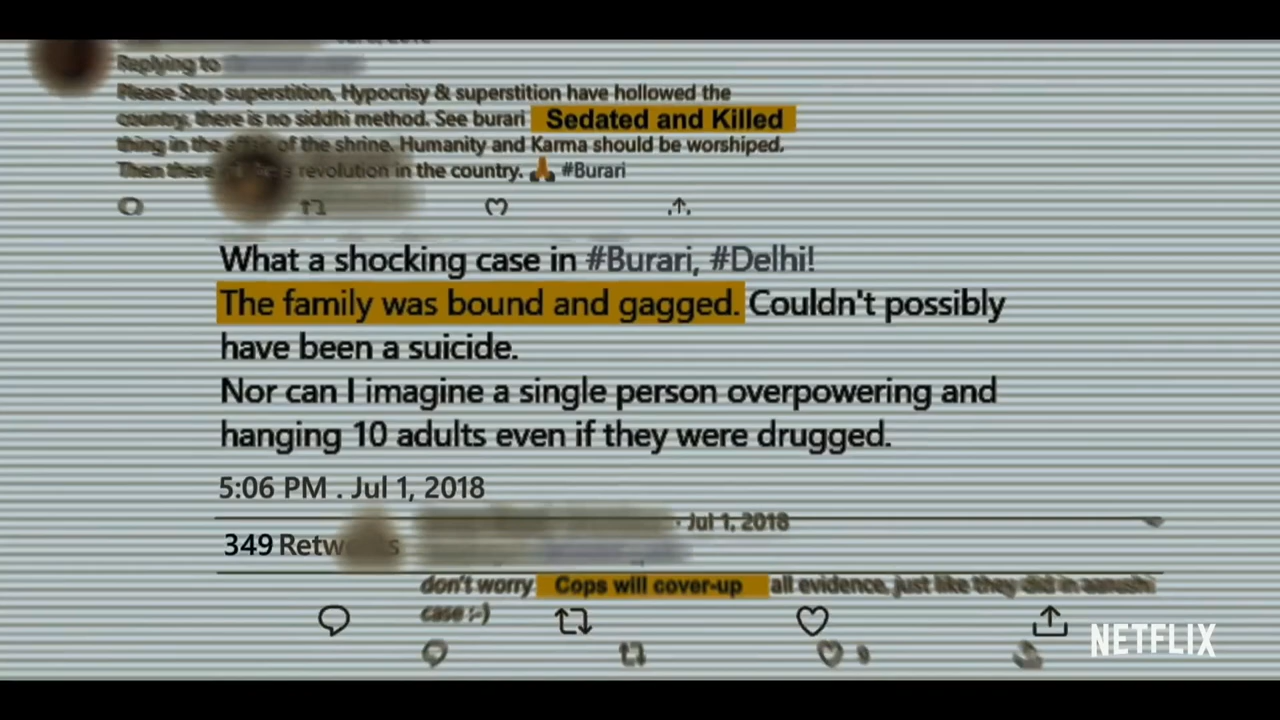 Replying to
Please Stop superstition, Hypocrisy & superstition have hollowed the
country, there is no siddhi method. See burari Sedated and Killed
thing in the of the shrine. Humanity and Karma should be worshiped.
Then there revolution in the country. 🙏 #Burari
What a shocking case in #Burari, #Delhi!
The family was bound and gagged. Couldn't possibly
have been a suicide.
Nor can I imagine a single person overpowering and
hanging 10 adults even if they were drugged.
5:06 PM . Jul 1, 2018
· Jul 1, 2018
349
don't worry Cops will cover-up all evidence, just like they did in aarushi
case :-)
NETFLIX